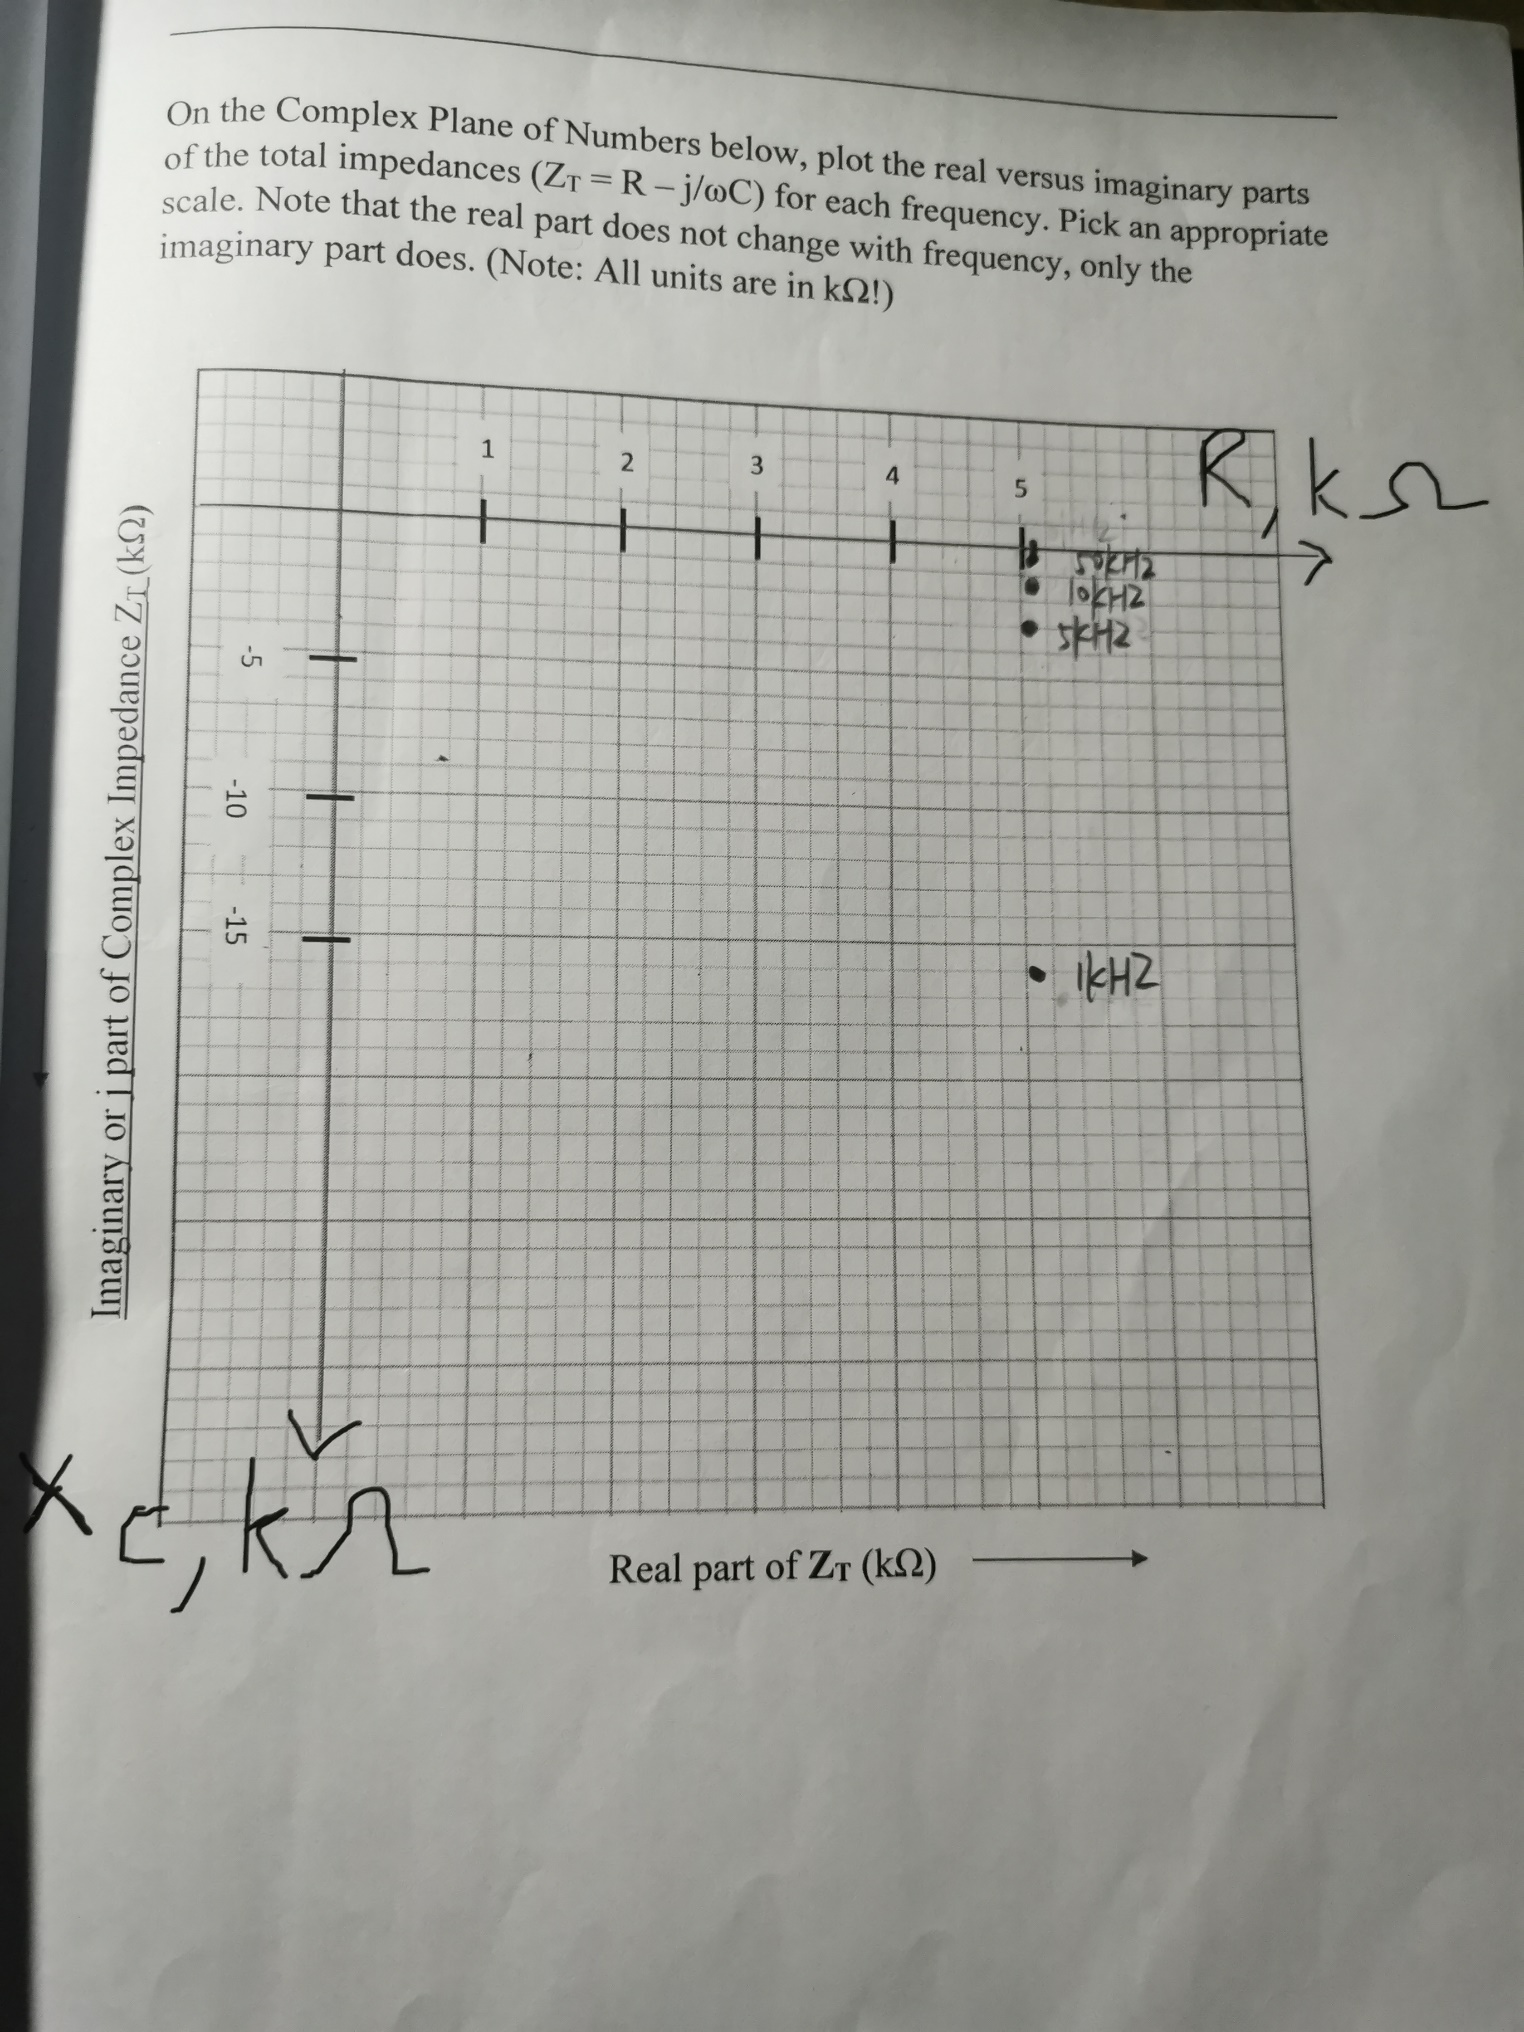 On the Complex Plane of Numbers below, plot the real versus imaginary parts
of the total impedances (ZT = R – j/ωC) for each frequency. Pick an appropriate
scale. Note that the real part does not change with frequency, only the
imaginary part does. (Note: All units are in kΩ!)
1
2
3
4
5
R, kΩ
50kHz
10kHz
5kHz
-5
-10
-15
1kHz
Imaginary or j part of Complex Impedance ZT (kΩ)
Xc, kΩ
Real part of ZT (kΩ)